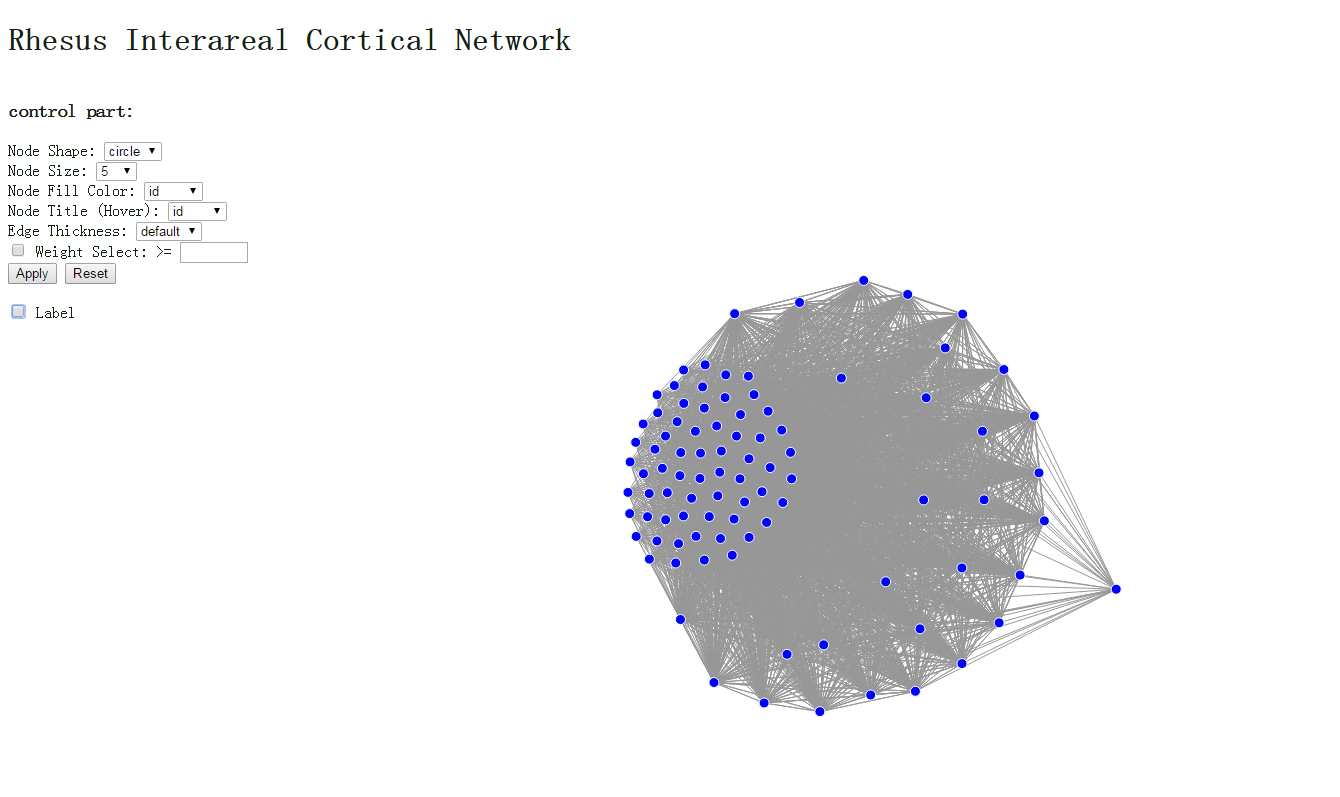 Rhesus Interareal Cortical Network
control part:
Node Shape: circle
Node Size: 5
Node Fill Color: id
Node Title (Hover): id
Edge Thickness: default
Weight Select: >=
Apply Reset
Label